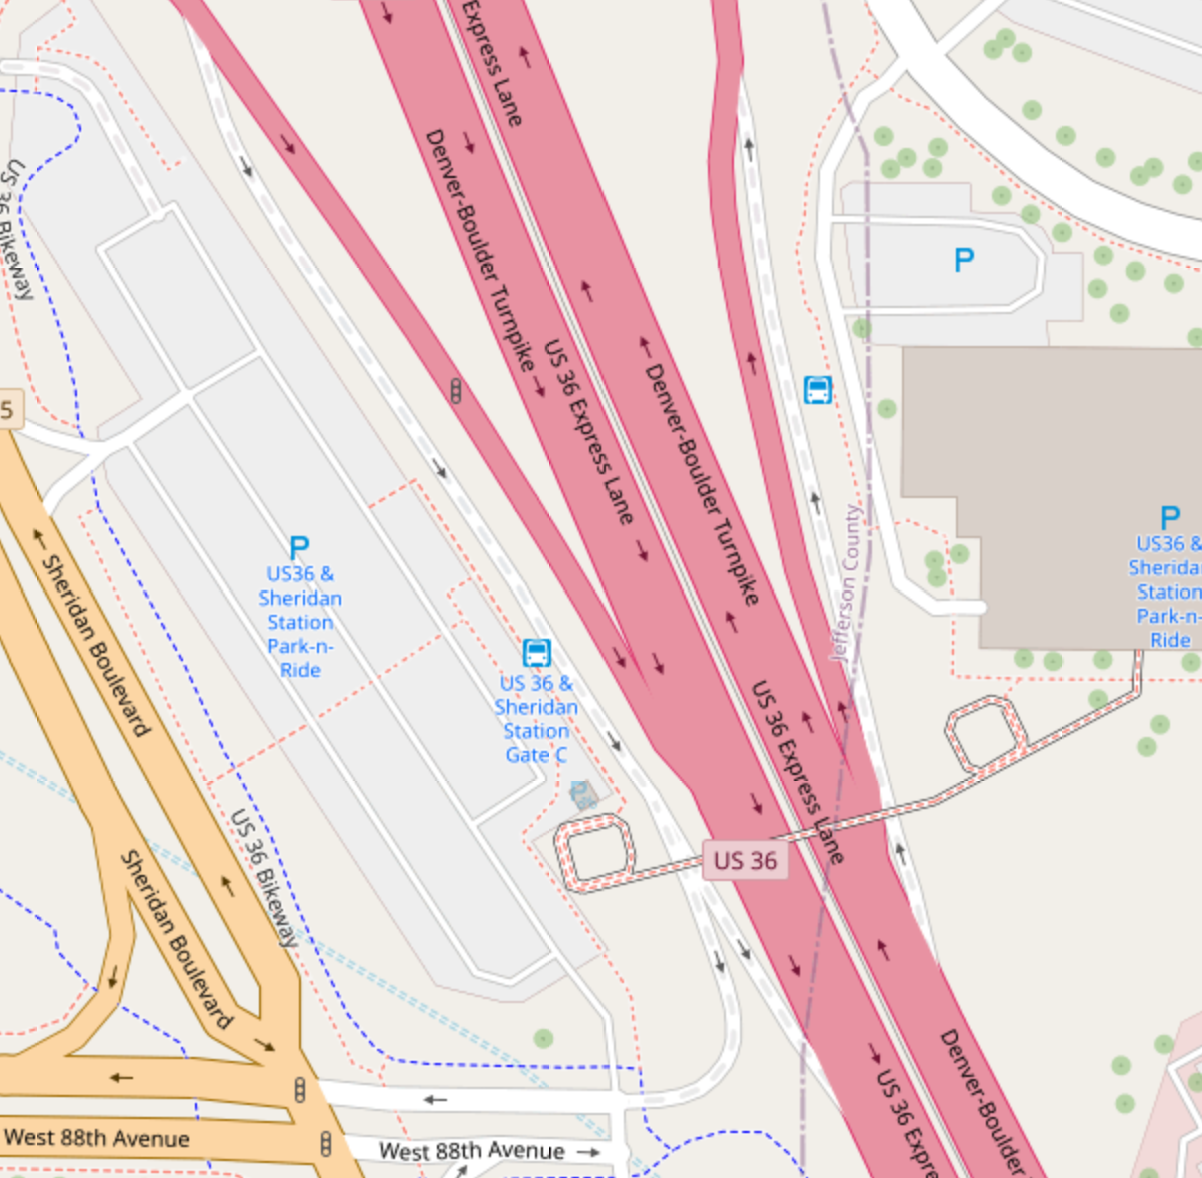 Express Lane
Denver-Boulder Turnpike
US 36 Bikeway
P
5
US 36 Express Lane
Denver-Boulder Turnpike
Jefferson County
P
US36 &
Sheridan
Station
Park-n-
Ride
P
US36 &
Sherida
Station
Park-n-
Ride
Sheridan Boulevard
US 36 &
Sheridan
Station
Gate C
US 36 Express Lane
US 36 Bikeway
US 36
Sheridan Boulevard
Denver-Boulder
US 36 Expre
West 88th Avenue
West 88th Avenue